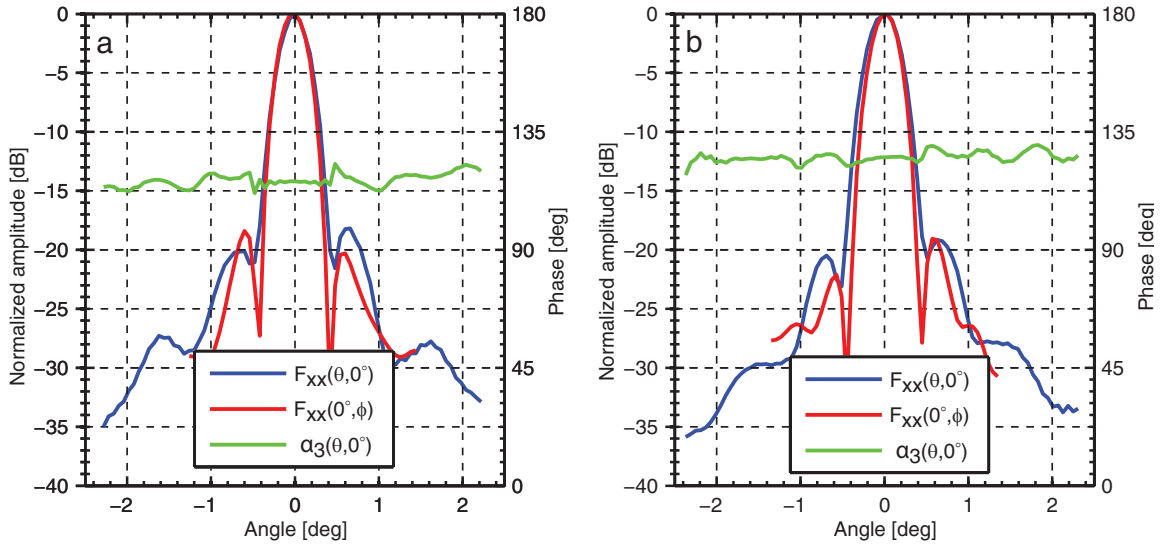 a
0
−5
−10
−15
−20
−25
−30
−35
−40
Normalized amplitude [dB]
180
135
90
45
0
Phase [deg]
−2
−1
0
1
2
Angle [deg]
Fxx(θ,0°)
Fxx(0°,ϕ)
α3(θ,0°)
b
0
−5
−10
−15
−20
−25
−30
−35
−40
Normalized amplitude [dB]
180
135
90
45
0
Phase [deg]
−2
−1
0
1
2
Angle [deg]
Fxx(θ,0°)
Fxx(0°,ϕ)
α3(θ,0°)